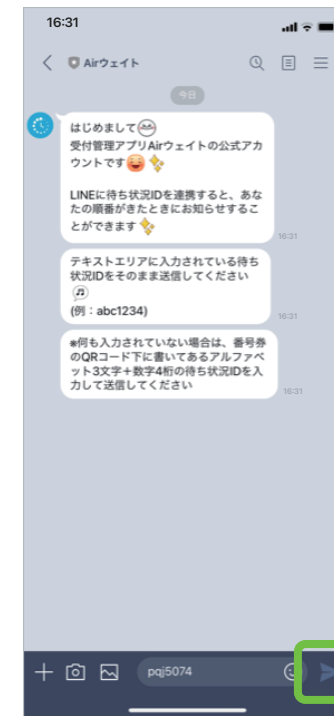 16:31
Airウェイト
今日
はじめまして
受付管理アプリAirウェイトの公式アカ
ウントです
LINEに待ち状況IDを連携すると、あな
たの順番がきたときにお知らせするこ
とができます
16:31
テキストエリアに入力されている待ち
状況IDをそのまま送信してください
(例：abc1234)
16:31
※何も入力されていない場合は、番号券
のQRコード下に書いてあるアルファベ
ット3文字＋数字4桁の待ち状況IDを入
力して送信してください
16:31
pqj5074